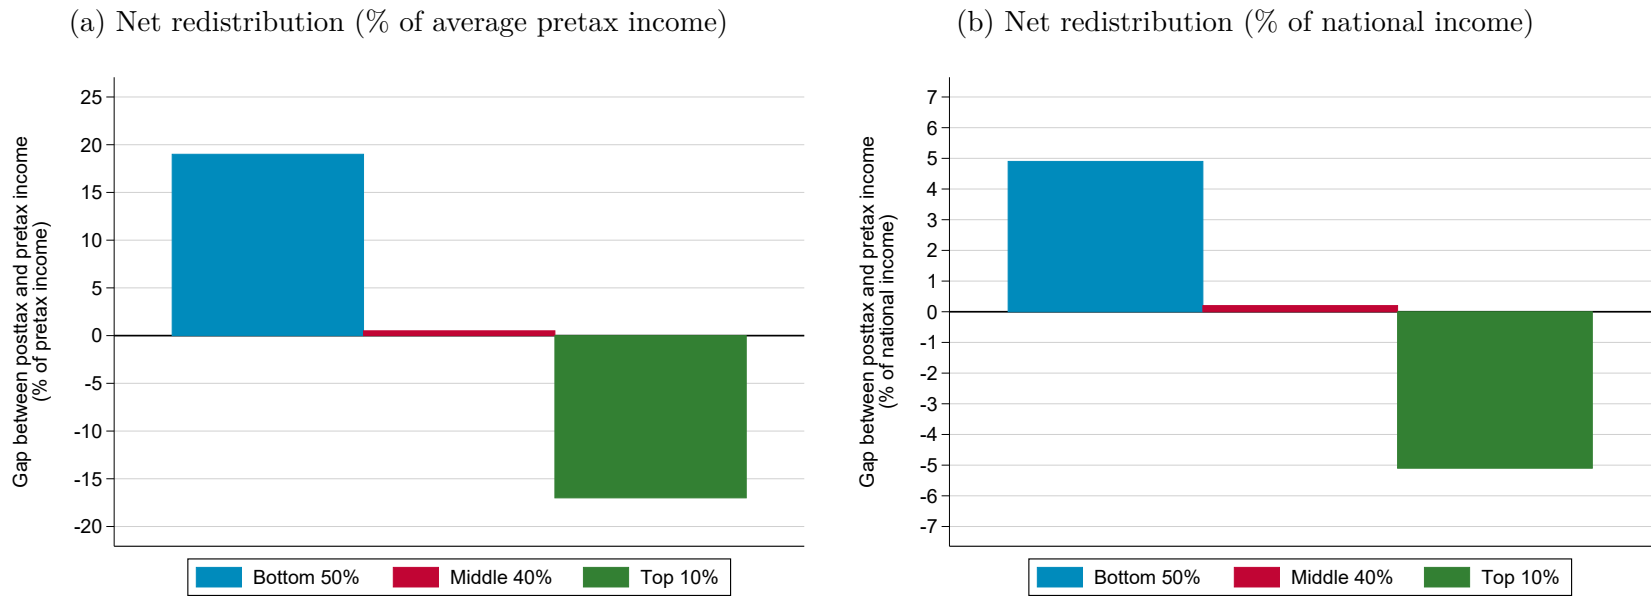 (a) Net redistribution (% of average pretax income)
Gap between posttax and pretax income
(% of pretax income)
25
20
15
10
5
0
-5
-10
-15
-20
Bottom 50%
Middle 40%
Top 10%
(b) Net redistribution (% of national income)
Gap between posttax and pretax income
(% of national income)
7
6
5
4
3
2
1
0
-1
-2
-3
-4
-5
-6
-7
Bottom 50%
Middle 40%
Top 10%